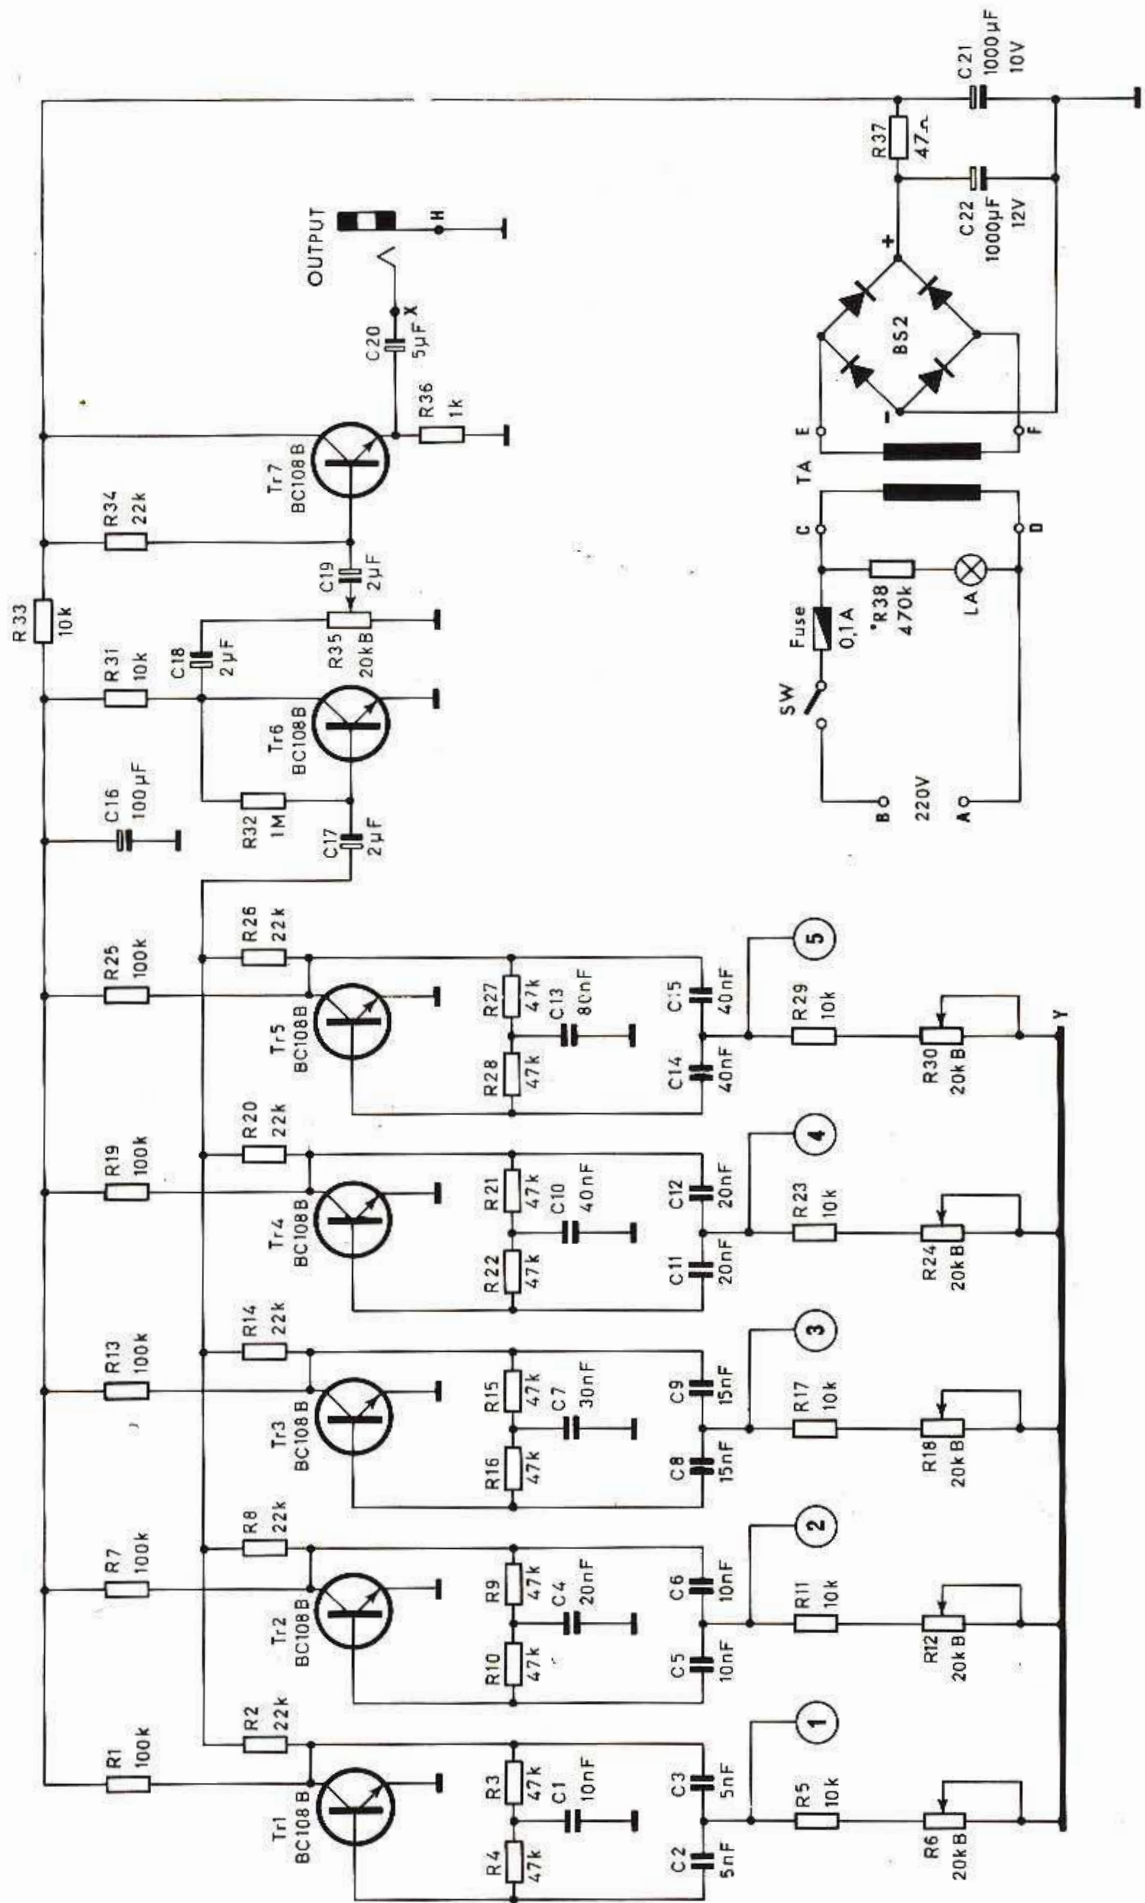 R1
100k
R7
100k
R13
100k
R19
100k
R25
100k
C16
100µF
R31
10k
R33
10k
R34
22k
R2
22k
R8
22k
R14
22k
R20
22k
R26
22k
R32
1M
C18
2µF
C17
2µF
Tr1
BC108B
Tr2
BC108B
Tr3
BC108B
Tr4
BC108B
Tr5
BC108B
Tr6
BC108B
R35
20kB
C19
2µF
Tr7
BC108B
C20
5µF
X
R36
1k
OUTPUT
H
R4
47k
R3
47k
C1
10nF
R10
47k
R9
47k
C4
20nF
R16
47k
R15
47k
C7
30nF
R22
47k
R21
47k
C10
40nF
R28
47k
R27
47k
C13
80nF
C2
5nF
C3
5nF
C5
10nF
C6
10nF
C8
15nF
C9
15nF
C11
20nF
C12
20nF
C14
40nF
C15
40nF
1
2
3
4
5
R5
10k
R11
10k
R17
10k
R23
10k
R29
10k
R6
20kB
R12
20kB
R18
20kB
R24
20kB
R30
20kB
Y
B
220V
A
SW
Fuse
0,1A
R38
470k
LA
C
D
TA
E
F
BS2
+
-
R37
47Ω
C22
1000µF
12V
C21
1000µF
10V